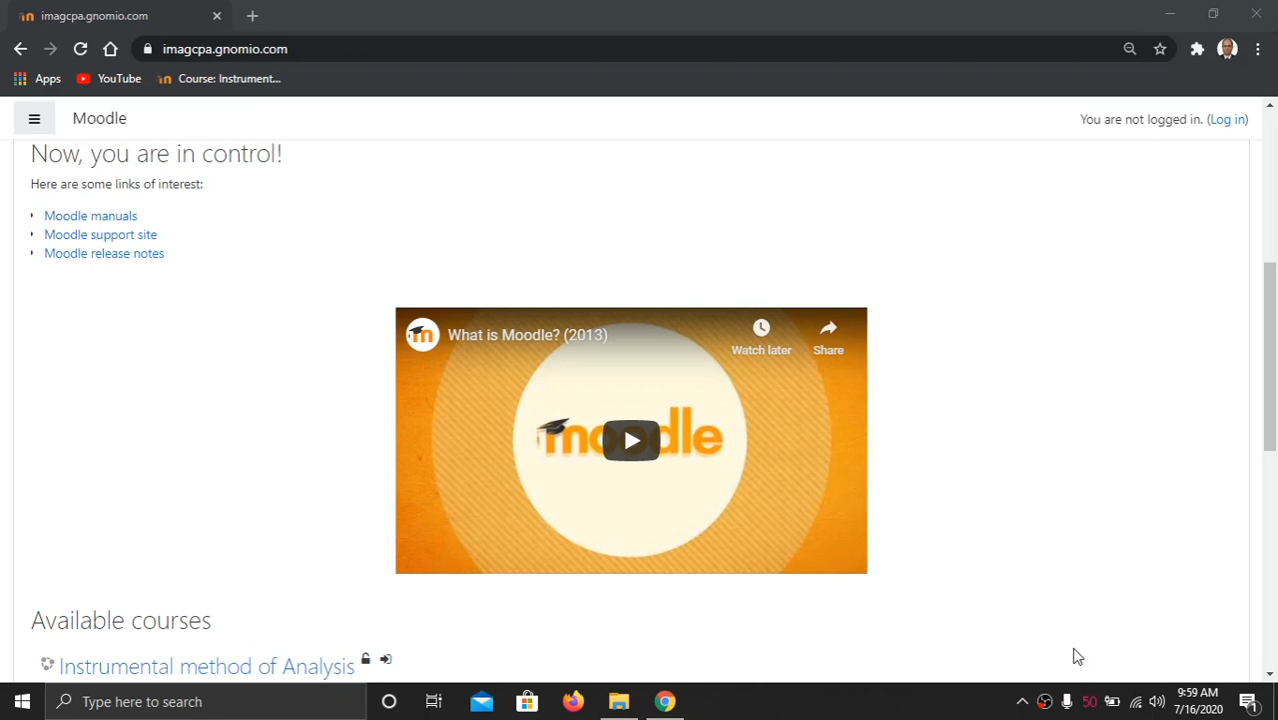 imagcpa.gnomio.com
imagcpa.gnomio.com
Apps YouTube Course: Instrument...
Moodle You are not logged in. (Log in)
Now, you are in control!
Here are some links of interest:
Moodle manuals
Moodle support site
Moodle release notes
What is Moodle? (2013)
Watch later Share
moodle
Available courses
Instrumental method of Analysis
Type here to search
50
9:59 AM
7/16/2020
1